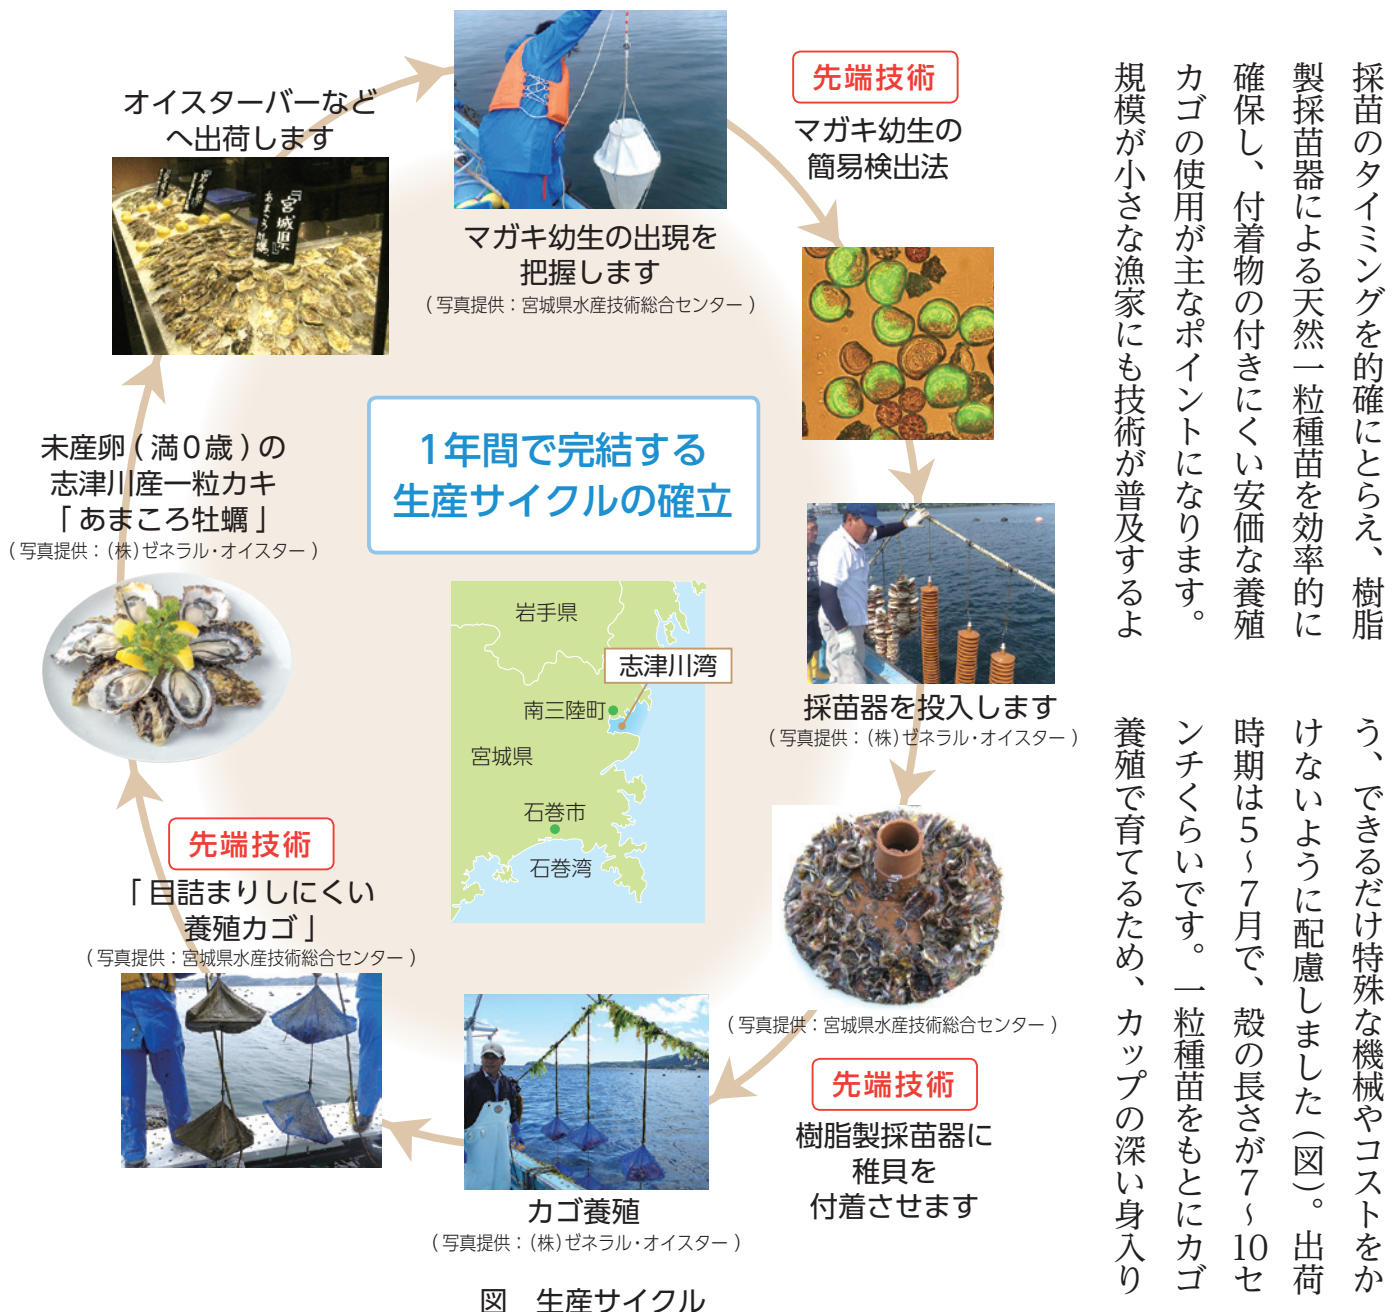 採苗のタイミングを的確にとらえ、樹脂
製採苗器による天然一粒種苗を効率的に
確保し、付着物の付きにくい安価な養殖
カゴの使用が主なポイントになります。
規模が小さな漁家にも技術が普及するよ
う、できるだけ特殊な機械やコストをか
けないように配慮しました（図）。出荷
時期は５～７月で、殻の長さが７～10セ
ンチくらいです。一粒種苗をもとにカゴ
養殖で育てるため、カップの深い身入り
マガキ幼生の出現を
把握します
（写真提供：宮城県水産技術総合センター）
先端技術
マガキ幼生の
簡易検出法
採苗器を投入します
（写真提供：（株）ゼネラル・オイスター）
（写真提供：宮城県水産技術総合センター）
先端技術
樹脂製採苗器に
稚貝を
付着させます
カゴ養殖
（写真提供：（株）ゼネラル・オイスター）
先端技術
「目詰まりしにくい
養殖カゴ」
（写真提供：宮城県水産技術総合センター）
未産卵（満０歳）の
志津川産一粒カキ
「あまころ牡蠣」
（写真提供：（株）ゼネラル・オイスター）
オイスターバーなど
へ出荷します
『宮城県』
あまころ牡蠣
１年間で完結する
生産サイクルの確立
岩手県
志津川湾
南三陸町
宮城県
石巻市
石巻湾
図　生産サイクル